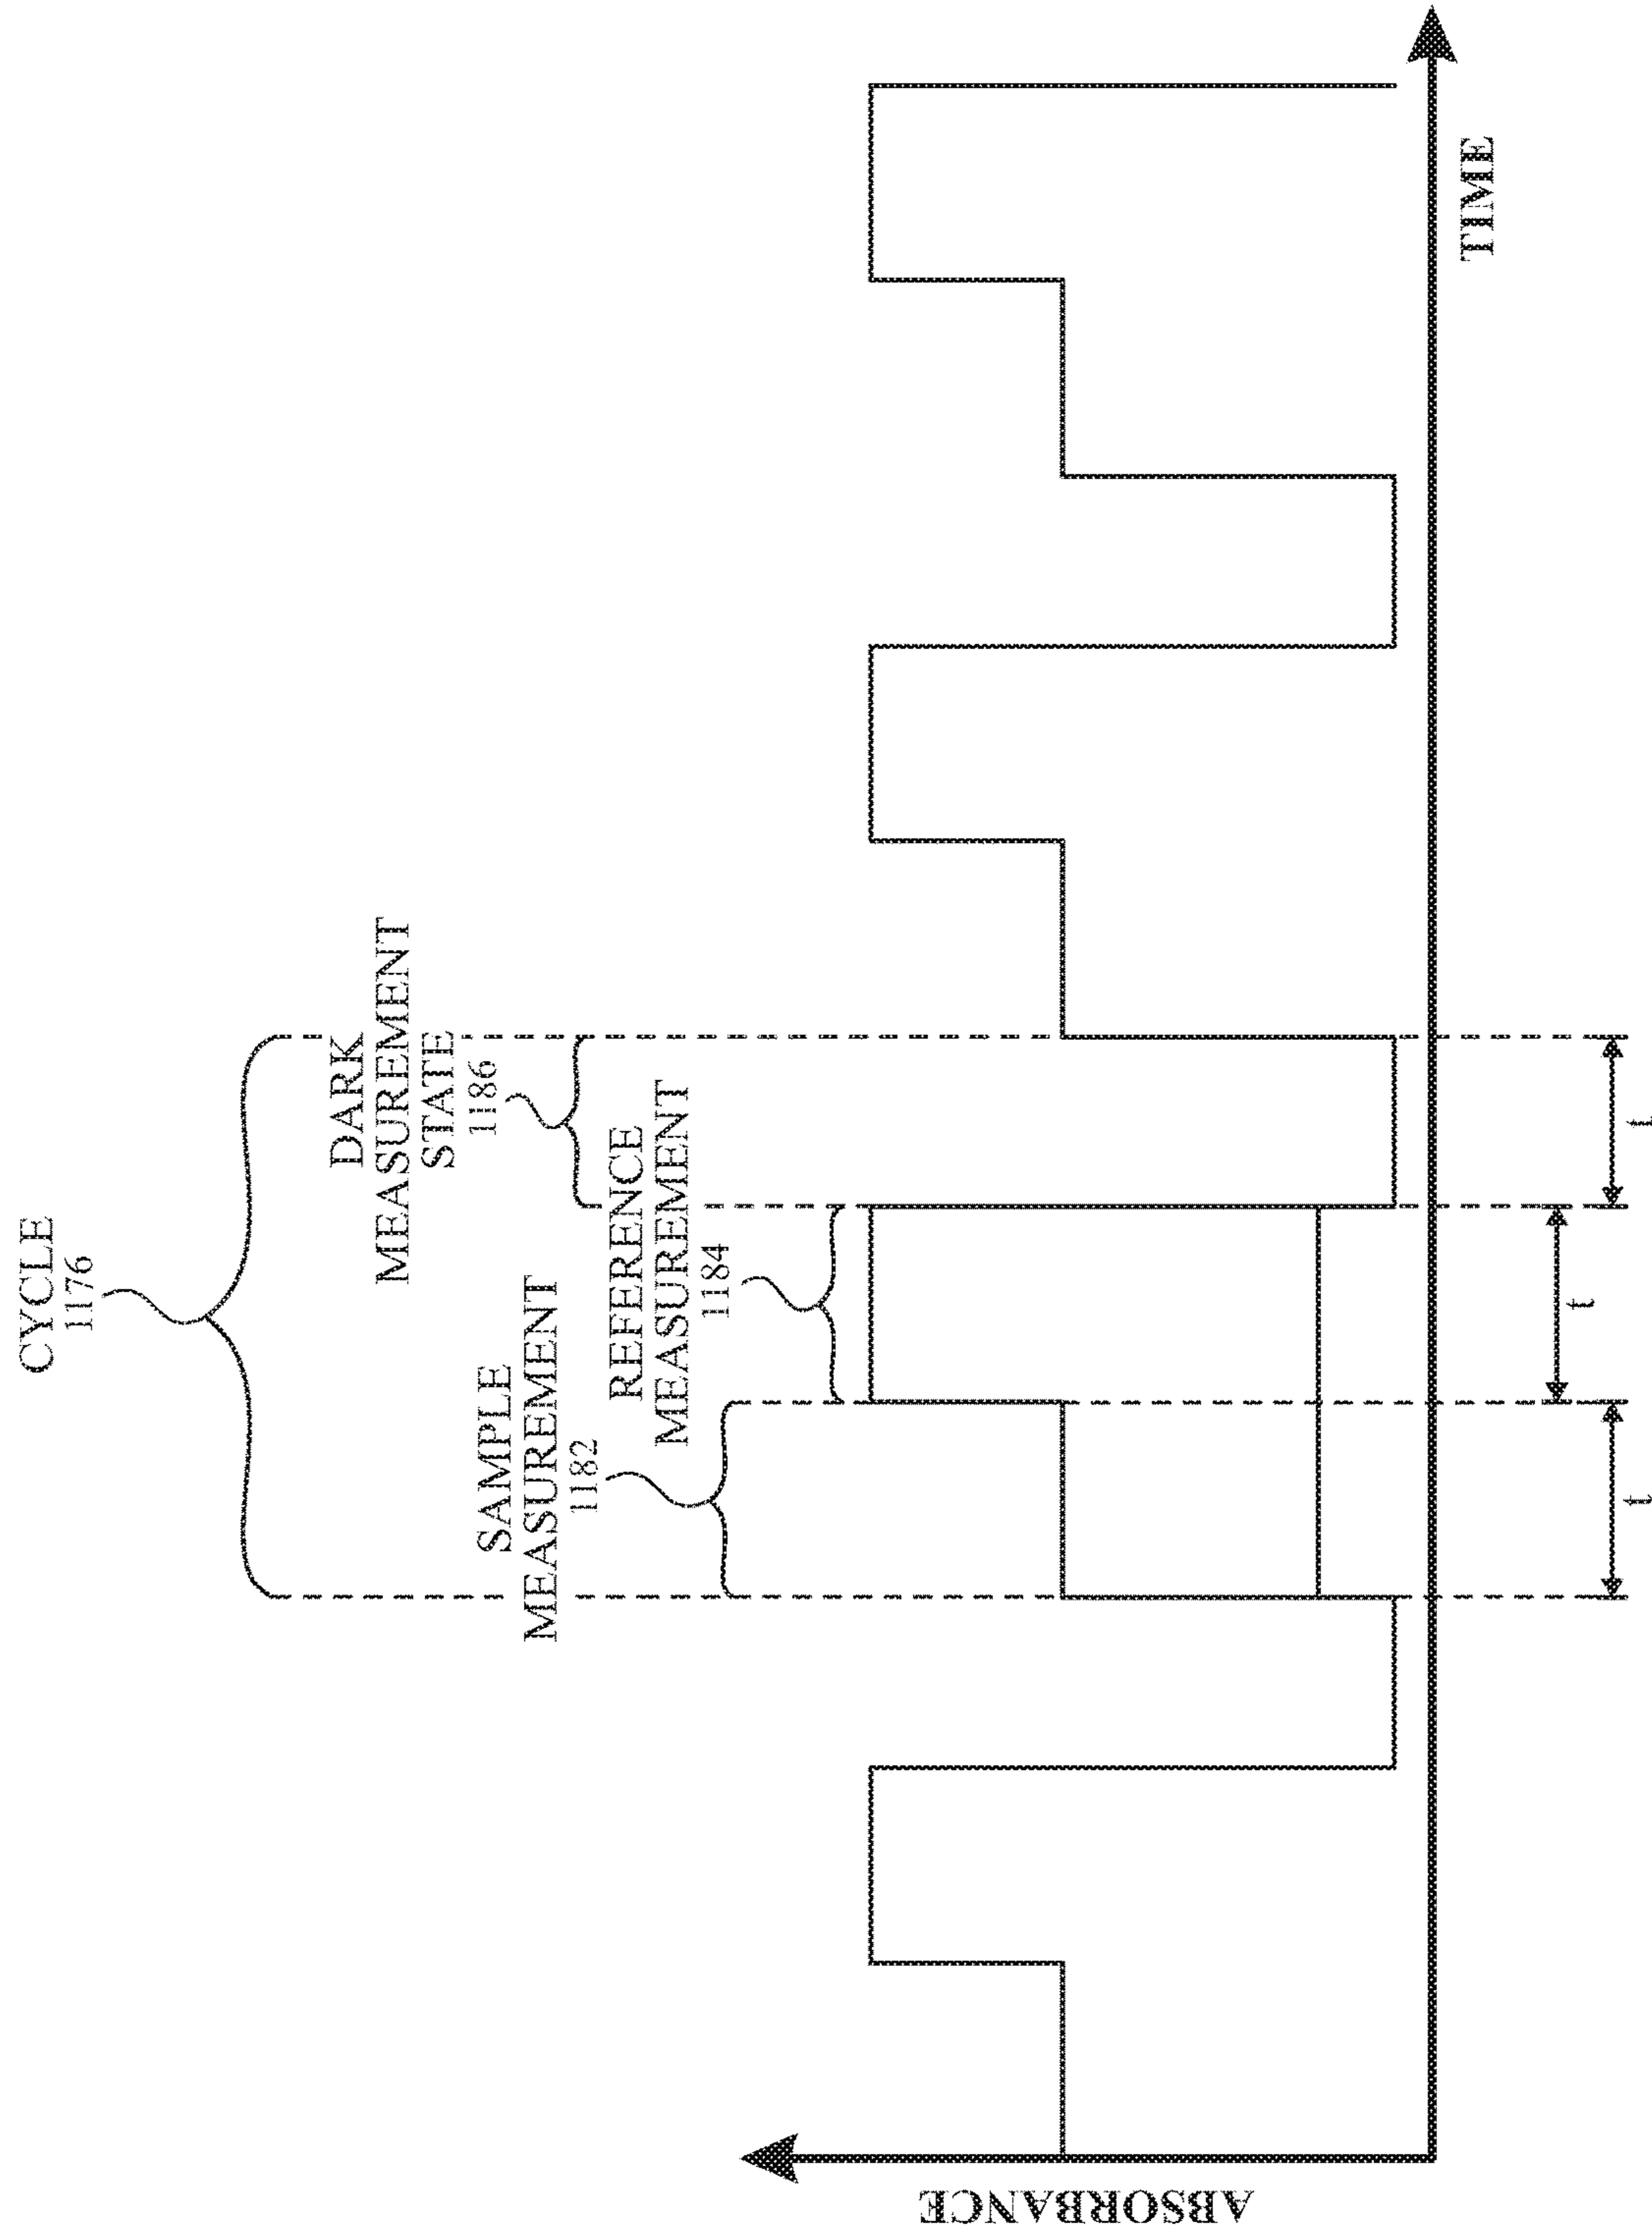 CYCLE
1176
DARK
MEASUREMENT
STATE
1186
SAMPLE
MEASUREMENT
1182
REFERENCE
MEASUREMENT
1184
ABSORBANCE
TIME
t
t
t